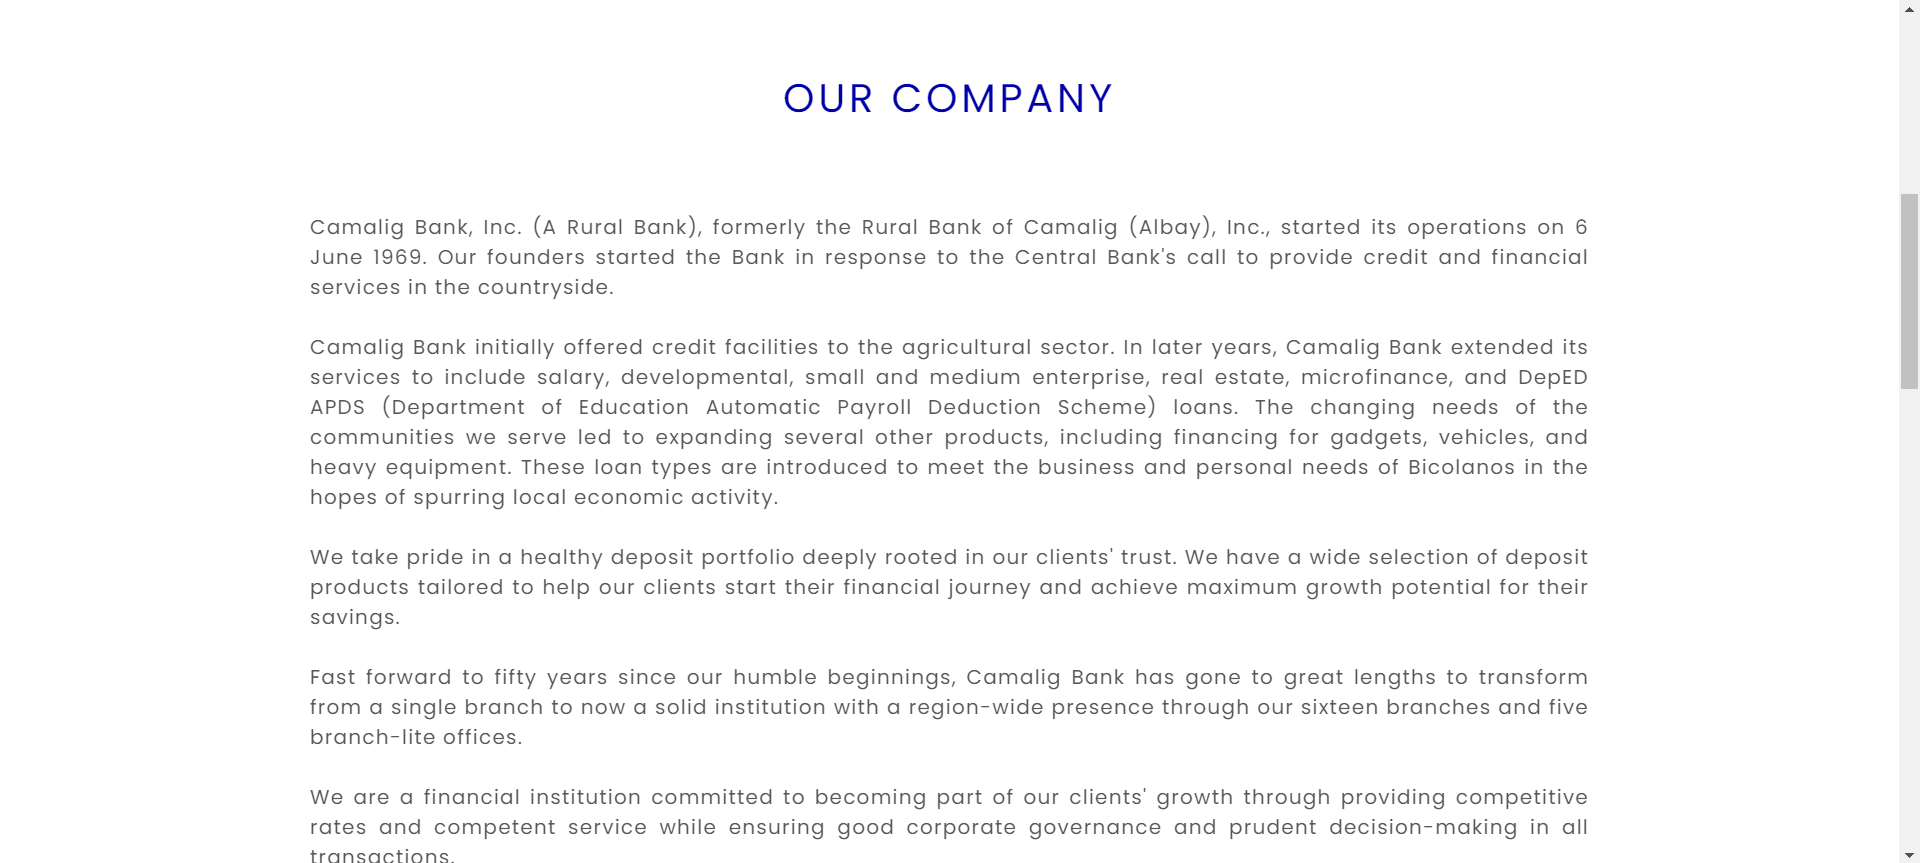 OUR COMPANY
Camalig Bank, Inc. (A Rural Bank), formerly the Rural Bank of Camalig (Albay), Inc., started its operations on 6
June 1969. Our founders started the Bank in response to the Central Bank's call to provide credit and financial
services in the countryside.
Camalig Bank initially offered credit facilities to the agricultural sector. In later years, Camalig Bank extended its
services to include salary, developmental, small and medium enterprise, real estate, microfinance, and DepED
APDS (Department of Education Automatic Payroll Deduction Scheme) loans. The changing needs of the
communities we serve led to expanding several other products, including financing for gadgets, vehicles, and
heavy equipment. These loan types are introduced to meet the business and personal needs of Bicolanos in the
hopes of spurring local economic activity.
We take pride in a healthy deposit portfolio deeply rooted in our clients' trust. We have a wide selection of deposit
products tailored to help our clients start their financial journey and achieve maximum growth potential for their
savings.
Fast forward to fifty years since our humble beginnings, Camalig Bank has gone to great lengths to transform
from a single branch to now a solid institution with a region-wide presence through our sixteen branches and five
branch-lite offices.
We are a financial institution committed to becoming part of our clients' growth through providing competitive
rates and competent service while ensuring good corporate governance and prudent decision-making in all
transactions.